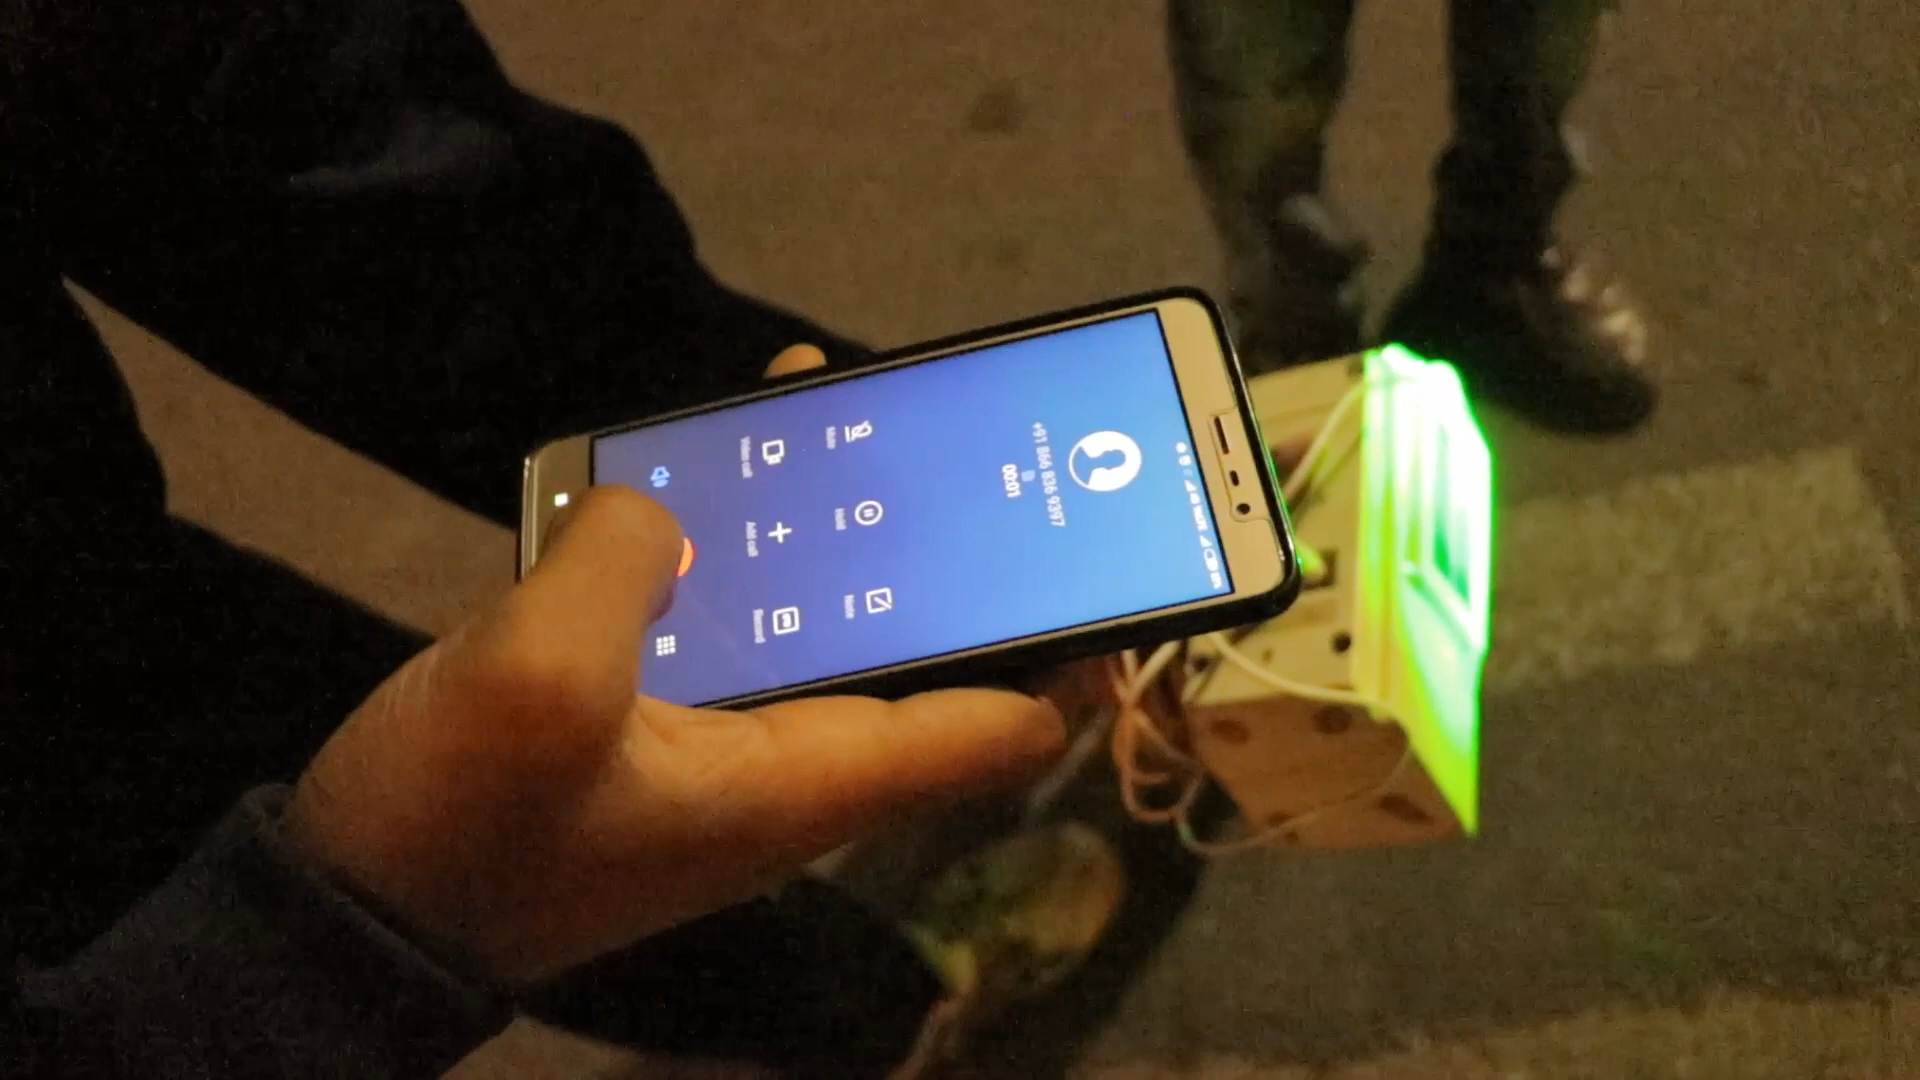 +91 866 836 9397
00:01
Mute
Hold
Note
Video call
Add call
Record